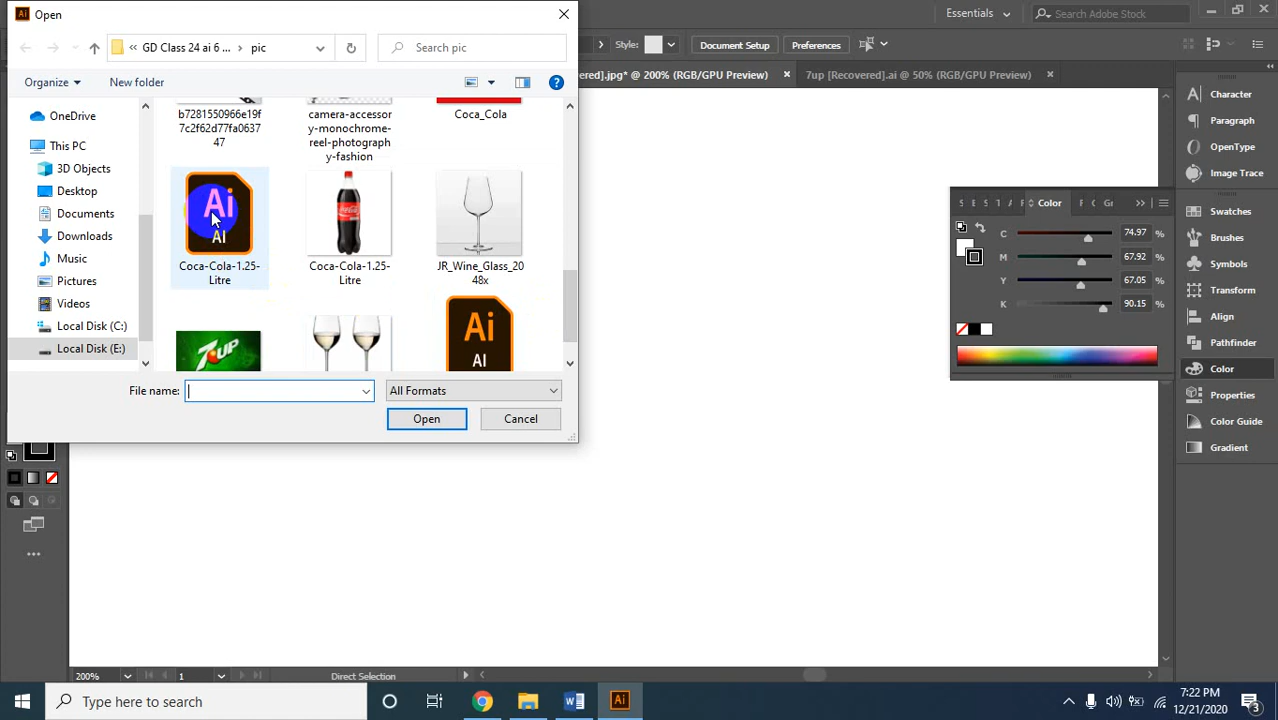 Open
Essentials
Search Adobe Stock
GD Class 24 ai 6 ... › pic
Search pic
Style:
Document Setup
Preferences
Organize
New folder
ered].jpg* @ 200% (RGB/GPU Preview)
7up [Recovered].ai @ 50% (RGB/GPU Preview)
OneDrive
This PC
3D Objects
Desktop
Documents
Downloads
Music
Pictures
Videos
Local Disk (C:)
Local Disk (E:)
b7281550966e19f
7c2f62d77fa0637
47
camera-accessor
y-monochrome-
reel-photograph
y-fashion
Coca_Cola
Ai
AI
Coca-Cola-1.25-
Litre
Coca-Cola-1.25-
Litre
JR_Wine_Glass_20
48x
7UP
Ai
AI
File name:
All Formats
Open
Cancel
Color
Gr
C 74.97 %
M 67.92 %
Y 67.05 %
K 90.15 %
Character
Paragraph
OpenType
Image Trace
Swatches
Brushes
Symbols
Transform
Align
Pathfinder
Color
Properties
Color Guide
Gradient
200%
1
Direct Selection
Type here to search
Ai
7:22 PM
12/21/2020
3